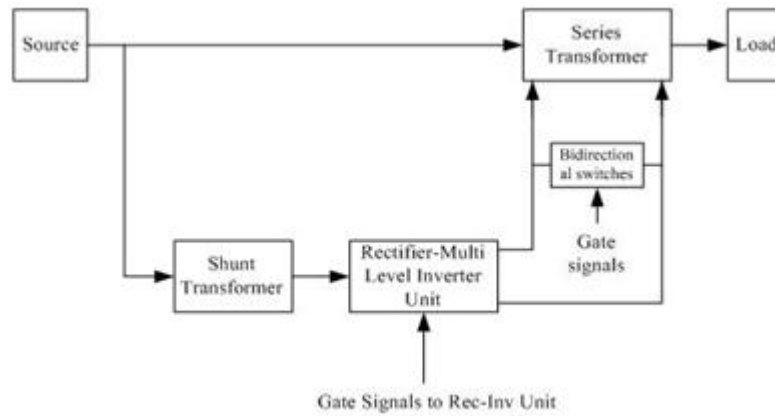 Source
Series
Transformer
Load
Bidirection
al switches
Gate
signals
Shunt
Transformer
Rectifier-Multi
Level Inverter
Unit
Gate Signals to Rec-Inv Unit